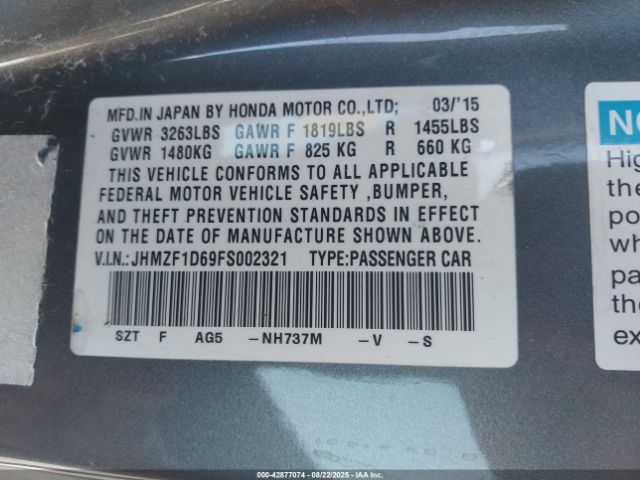 MFD.IN JAPAN BY HONDA MOTOR CO.,LTD; 03/'15
GVWR 3263LBS GAWR F 1819LBS R 1455LBS
GVWR 1480KG GAWR F 825 KG R 660 KG
THIS VEHICLE CONFORMS TO ALL APPLICABLE
FEDERAL MOTOR VEHICLE SAFETY ,BUMPER,
AND THEFT PREVENTION STANDARDS IN EFFECT
ON THE DATE OF MANUFACTURE SHOWN ABOVE.
V.I.N.: JHMZF1D69FS002321 TYPE:PASSENGER CAR
SZT F AG5 -NH737M -V -S
Hig
the
po
wh
pa
the
ex
000-42877074 - 08/22/2025 - IAA Inc.